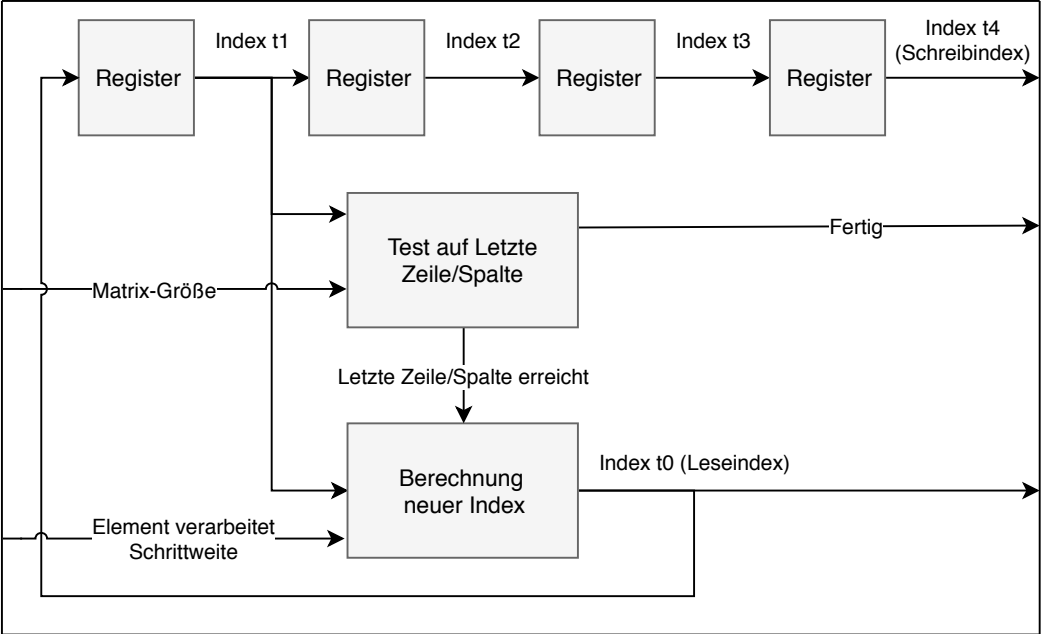 Index t1
Index t2
Index t3
Index t4
(Schreibindex)
Register
Register
Register
Register
Test auf Letzte
Zeile/Spalte
Fertig
Matrix-Größe
Letzte Zeile/Spalte erreicht
Berechnung
neuer Index
Index t0 (Leseindex)
Element verarbeitet
Schrittweite